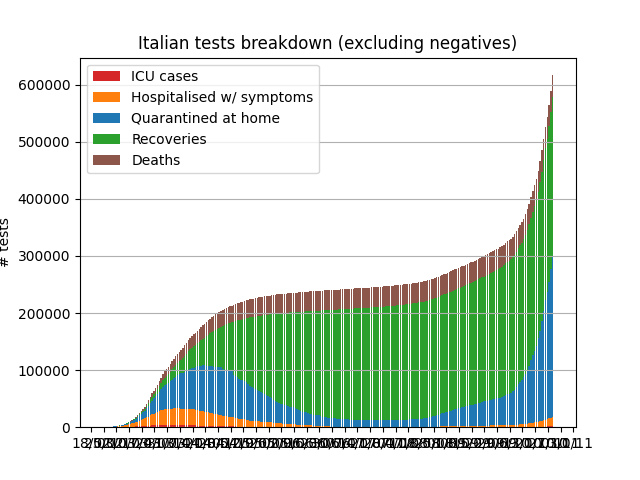 Italian tests breakdown (excluding negatives)
ICU cases
Hospitalised w/ symptoms
Quarantined at home
Recoveries
Deaths
600000
500000
400000
300000
200000
100000
0
# tests